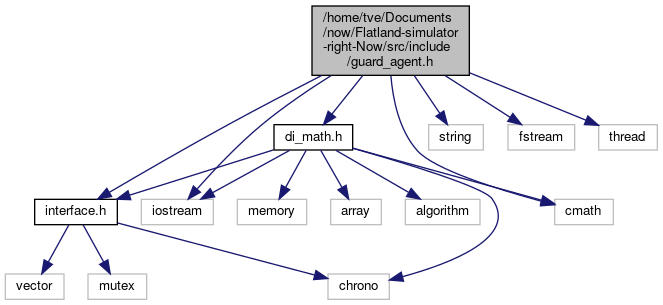 /home/tve/Documents
/now/Flatland-simulator
-right-Now/src/include
/guard_agent.h
di_math.h
string
fstream
thread
interface.h
iostream
memory
array
algorithm
cmath
vector
mutex
chrono